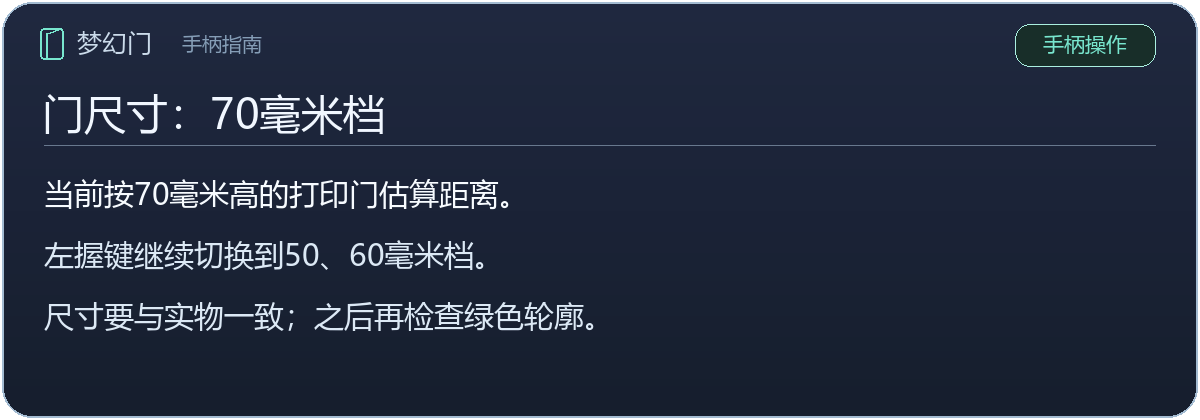 梦幻门 手柄指南 手柄操作
门尺寸：70毫米档
当前按70毫米高的打印门估算距离。
左握键继续切换到50、60毫米档。
尺寸要与实物一致；之后再检查绿色轮廓。